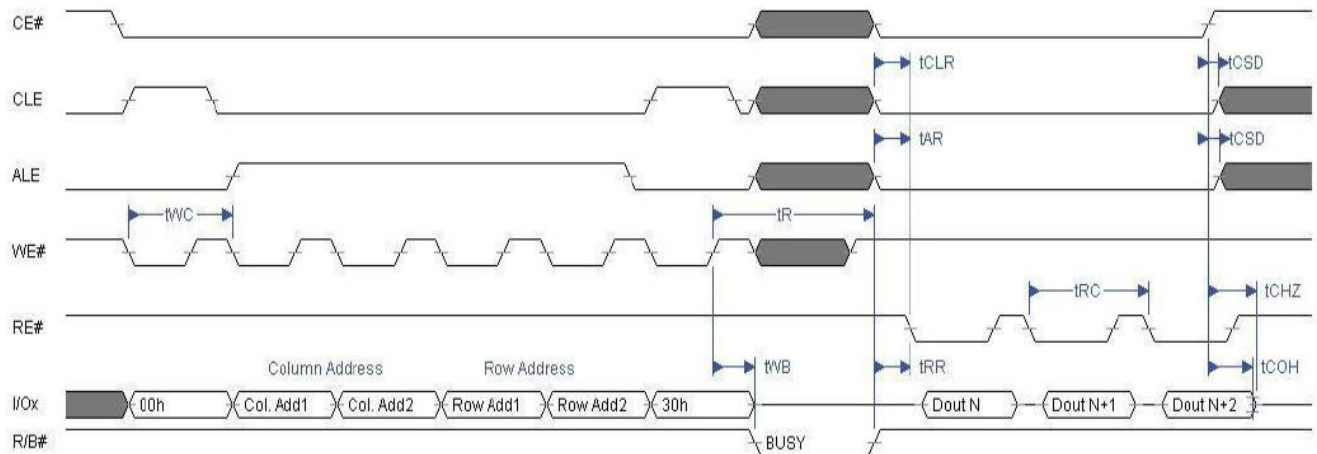 CE#
tCLR tCSD
CLE
tAR tCSD
ALE
tWC tR
WE#
tRC tCHZ
RE#
Column Address Row Address tWB tRR tCOH
I/Ox 00h Col. Add1 Col. Add2 Row Add1 Row Add2 30h Dout N Dout N+1 Dout N+2
R/B# BUSY